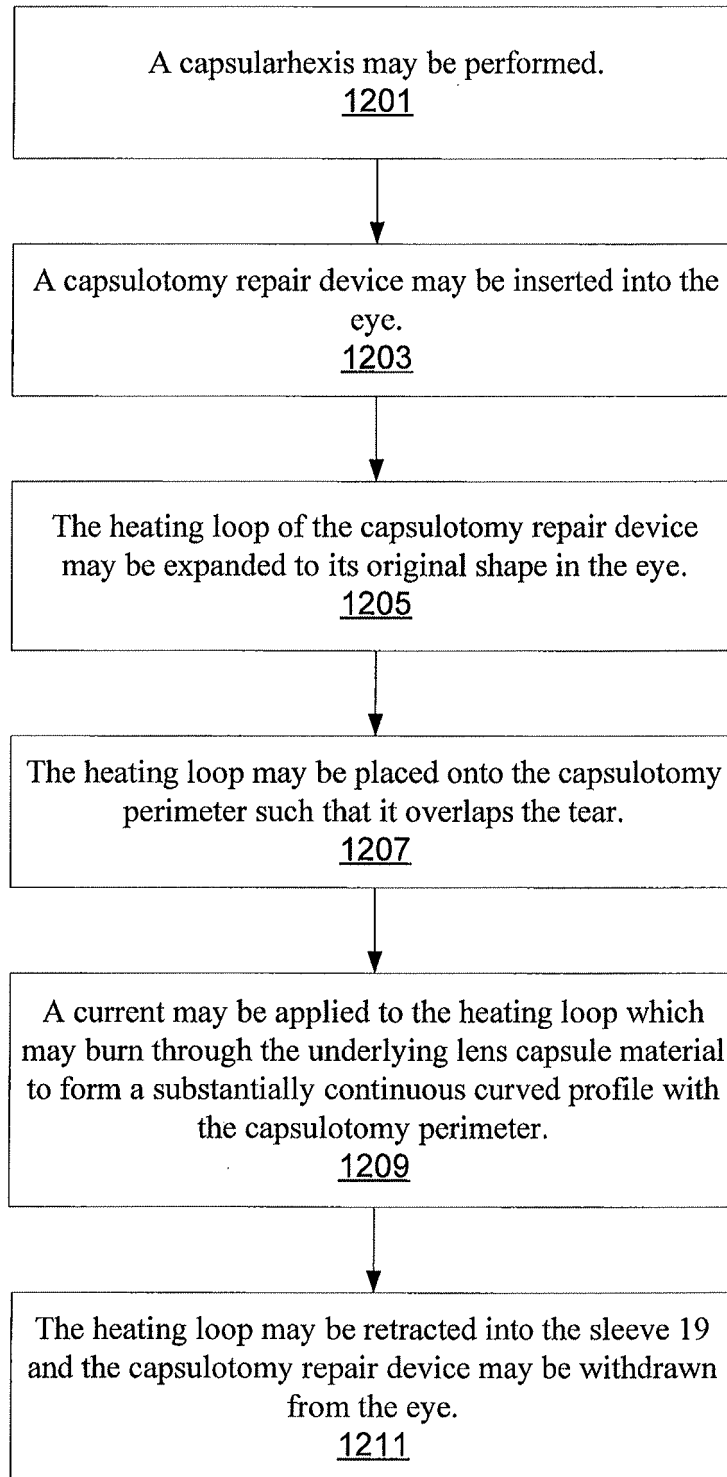 A capsularhexis may be performed.
1201
A capsulotomy repair device may be inserted into the
eye.
1203
The heating loop of the capsulotomy repair device
may be expanded to its original shape in the eye.
1205
The heating loop may be placed onto the capsulotomy
perimeter such that it overlaps the tear.
1207
A current may be applied to the heating loop which
may burn through the underlying lens capsule material
to form a substantially continuous curved profile with
the capsulotomy perimeter.
1209
The heating loop may be retracted into the sleeve 19
and the capsulotomy repair device may be withdrawn
from the eye.
1211